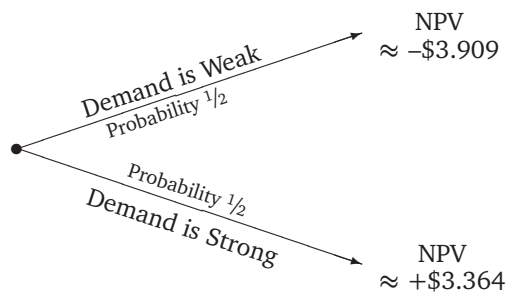 NPV
≈ –$3.909
Demand is Weak
Probability ½
Probability ½
Demand is Strong
NPV
≈ +$3.364